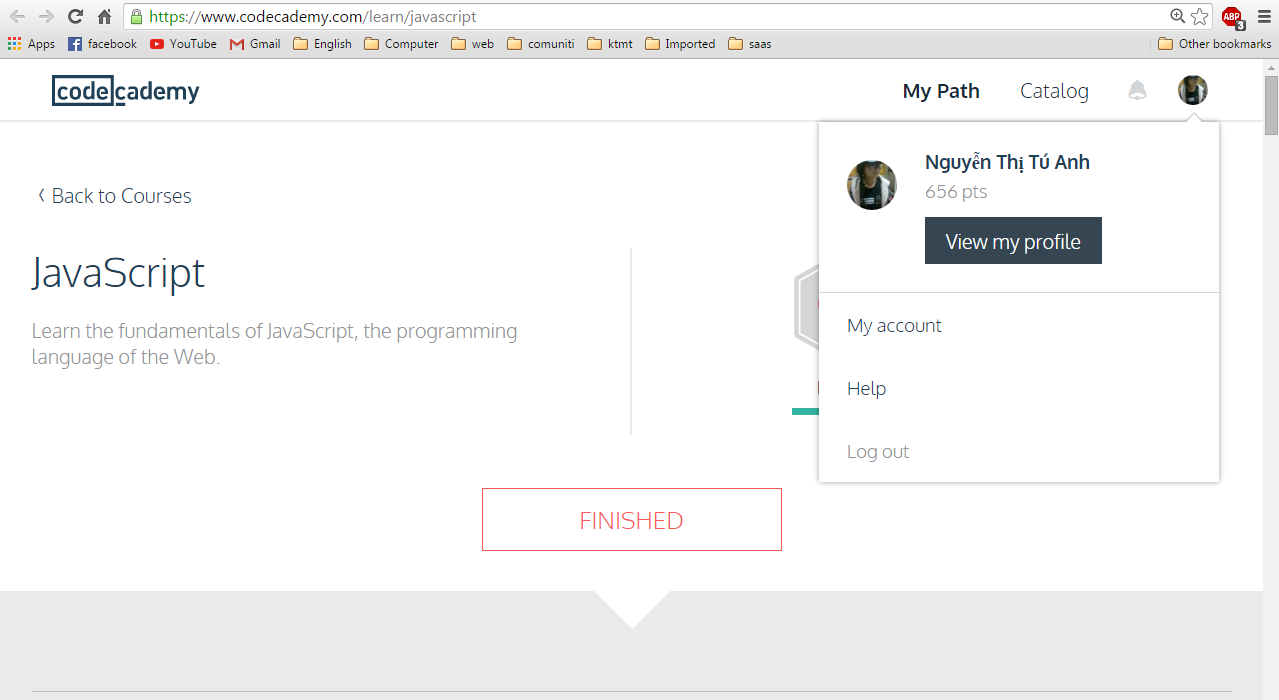 https://www.codecademy.com/learn/javascript
ABP
3
Apps facebook YouTube Gmail English Computer web comuniti ktmt Imported saas Other bookmarks
codecademy
My Path Catalog
Nguyễn Thị Tú Anh
656 pts
View my profile
‹ Back to Courses
JavaScript
Learn the fundamentals of JavaScript, the programming
language of the Web.
My account
Help
Log out
FINISHED